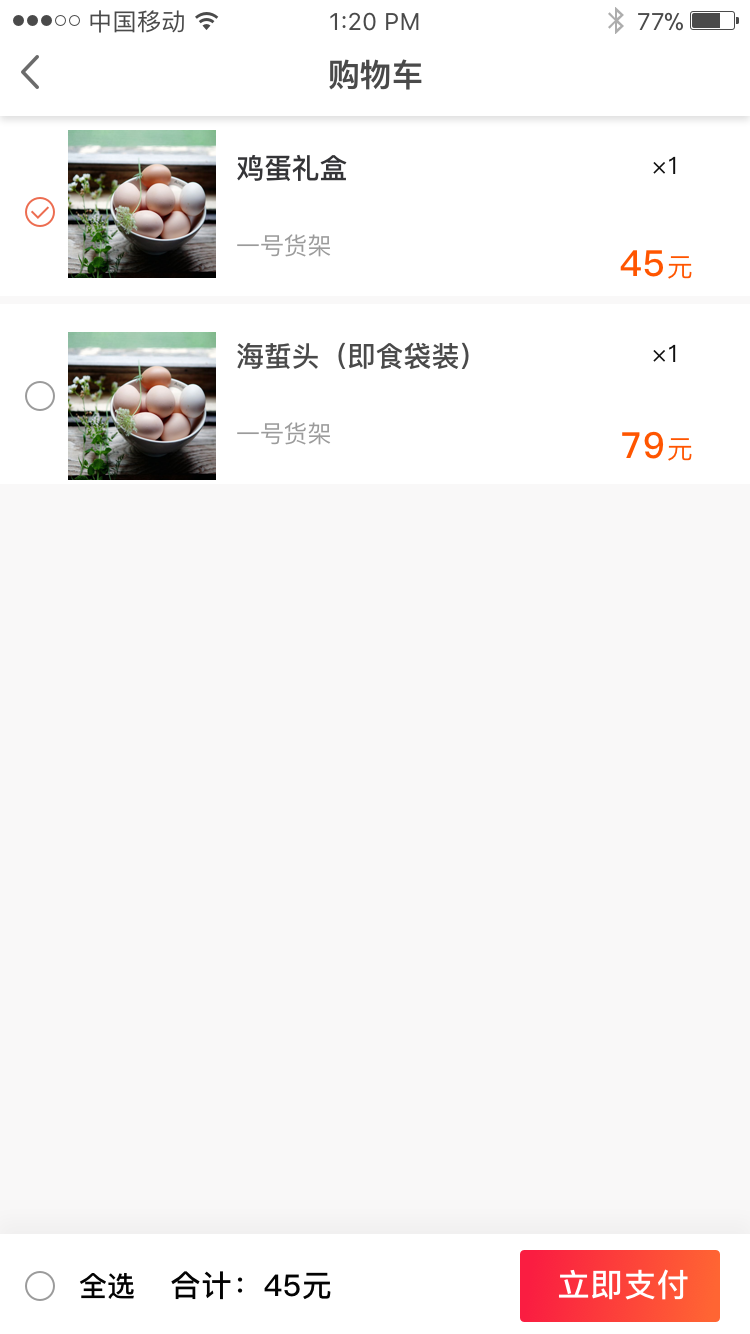 中国移动 1:20 PM 77%
购物车
鸡蛋礼盒 ×1
一号货架 45元
海蜇头（即食袋装） ×1
一号货架 79元
全选 合计：45元 立即支付